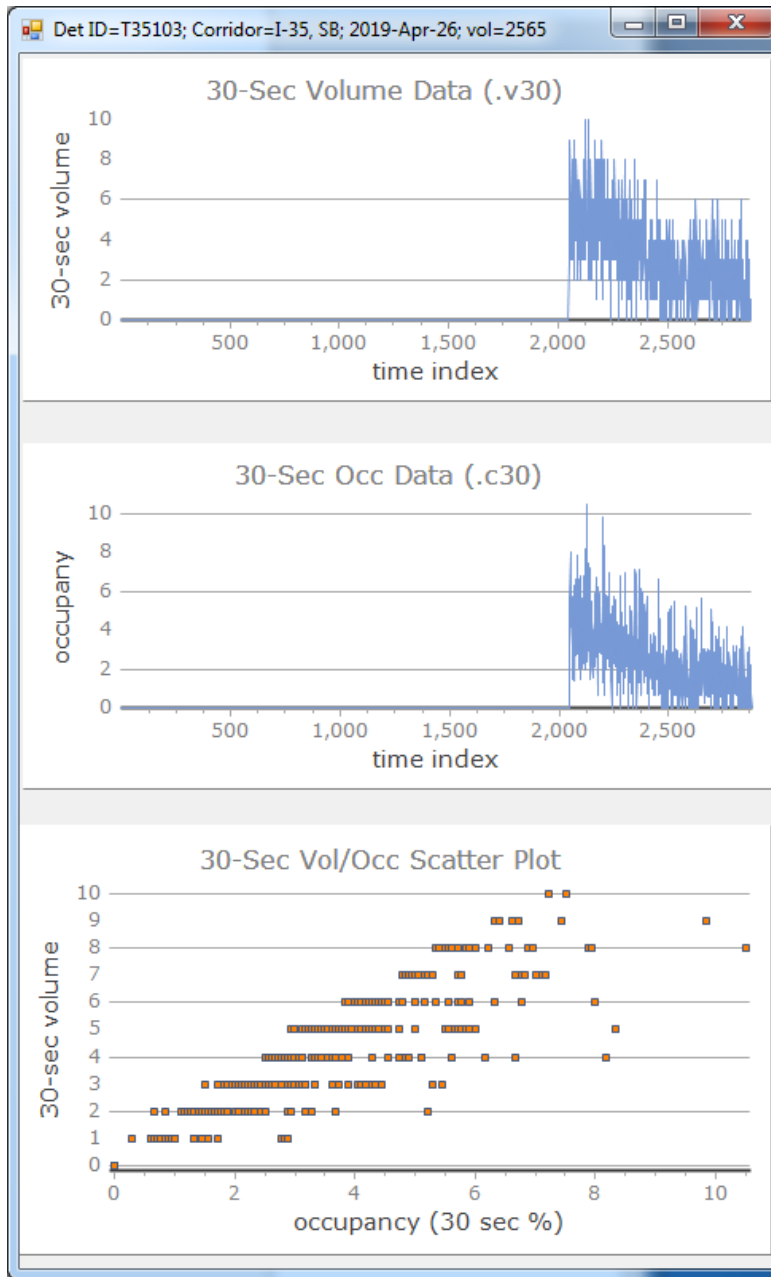 Det ID=T35103; Corridor=I-35, SB; 2019-Apr-26; vol=2565
30-Sec Volume Data (.v30)
30-sec volume
10
8
6
4
2
0
500 1,000 1,500 2,000 2,500
time index
30-Sec Occ Data (.c30)
occupany
10
8
6
4
2
0
500 1,000 1,500 2,000 2,500
time index
30-Sec Vol/Occ Scatter Plot
30-sec volume
10
9
8
7
6
5
4
3
2
1
0
0 2 4 6 8 10
occupancy (30 sec %)